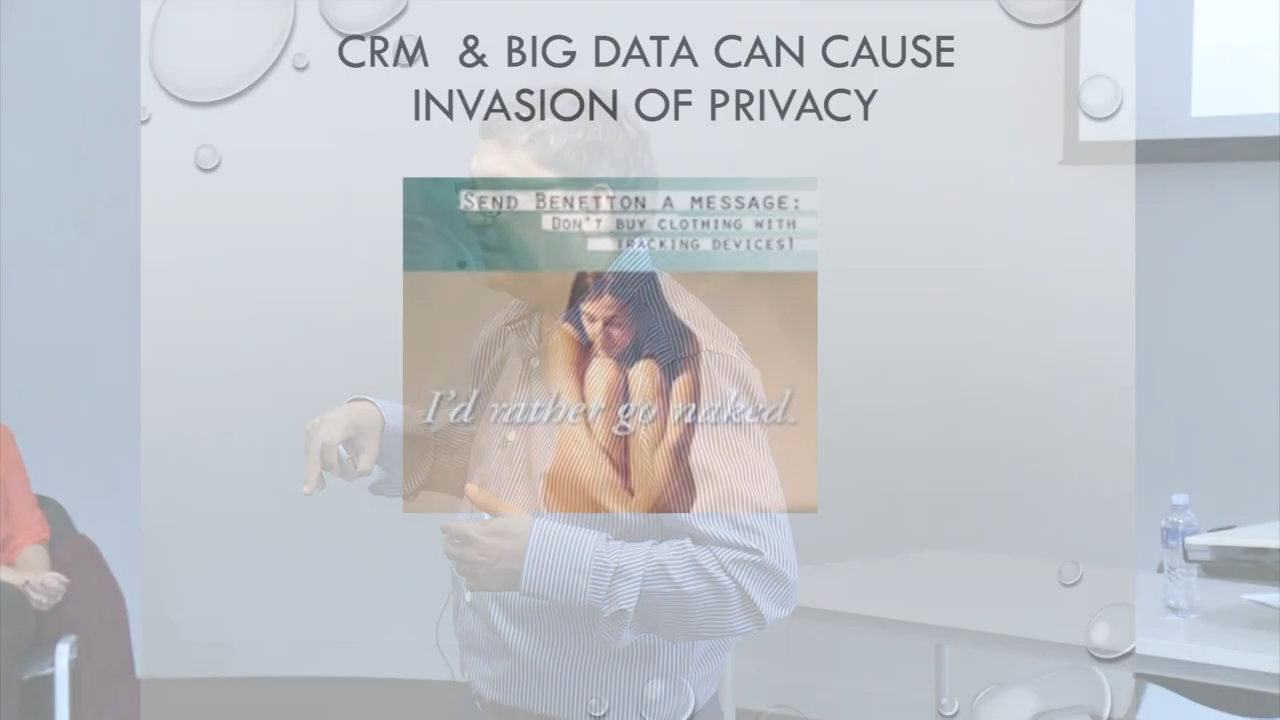 CRM & BIG DATA CAN CAUSE
INVASION OF PRIVACY
SEND BENETTON A MESSAGE:
DON'T BUY CLOTHING WITH
TRACKING DEVICES!
I'd rather go naked.